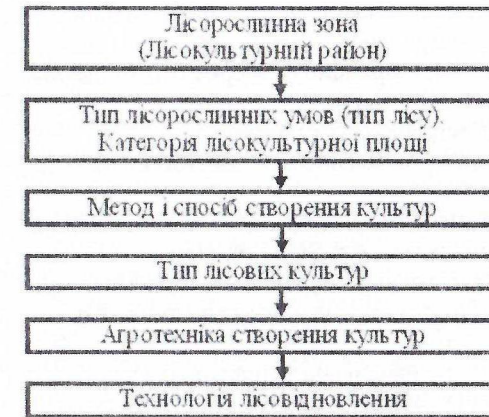 Лісорослинна зона
(Лісокультурний район)
Тип лісорослинних умов (тип лісу).
Категорія лісокультурної площі
Метод і спосіб створення культур
Тип лісових культур
Агротехніка створення культур
Технологія лісовідновлення